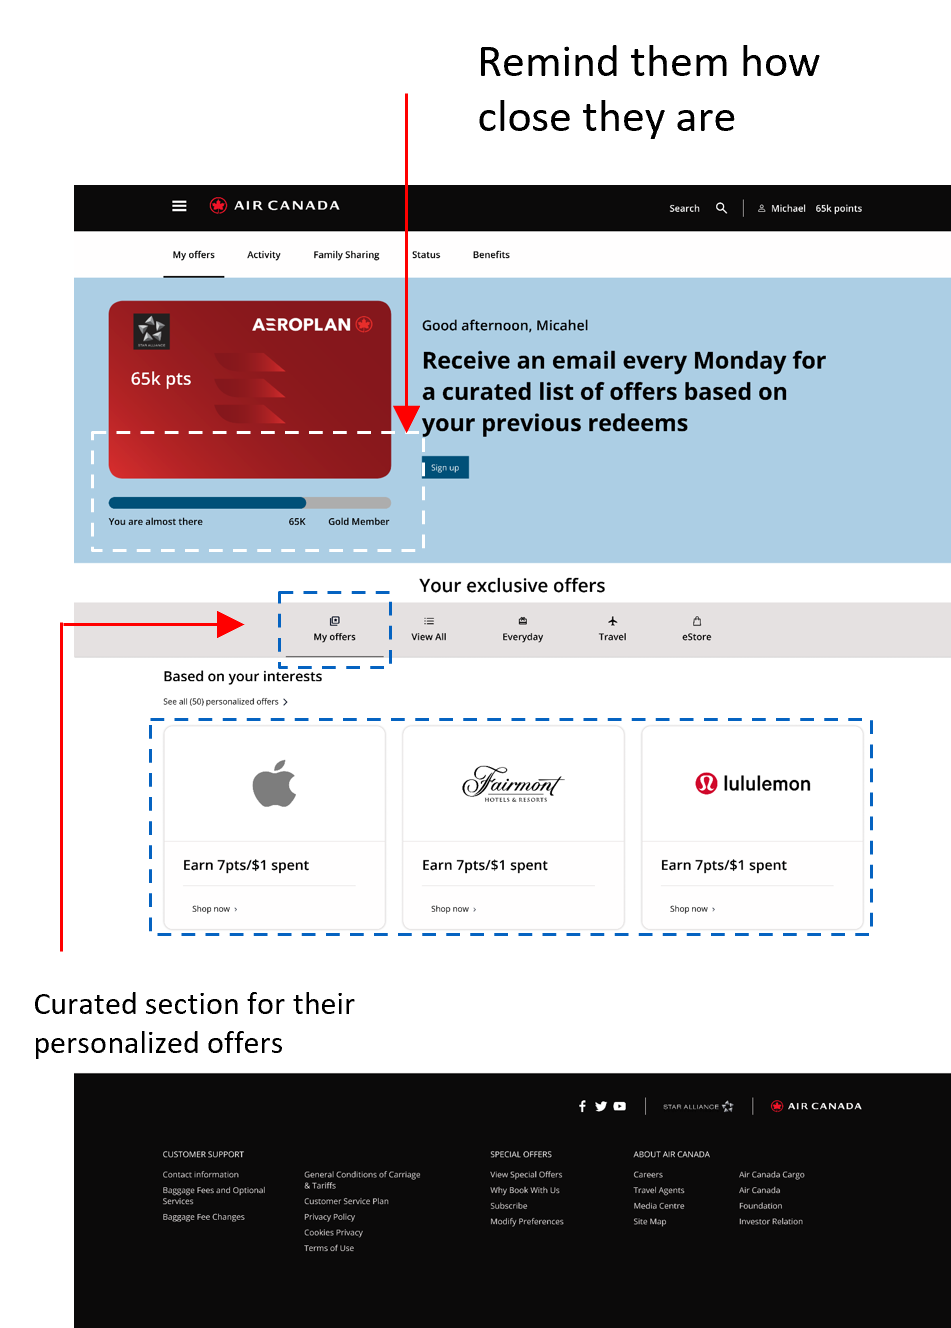 Remind them how
close they are
AIR CANADA
Search
Michael 65k points
My offers Activity Family Sharing Status Benefits
STAR ALLIANCE
AEROPLAN
65k pts
Good afternoon, Micahel
Receive an email every Monday for
a curated list of offers based on
your previous redeems
Sign up
You are almost there 65K Gold Member
Your exclusive offers
My offers View All Everyday Travel eStore
Based on your interests
See all (50) personalized offers >
Fairmont
HOTELS & RESORTS
lululemon
Earn 7pts/$1 spent Earn 7pts/$1 spent Earn 7pts/$1 spent
Shop now > Shop now > Shop now >
Curated section for their
personalized offers
STAR ALLIANCE AIR CANADA
CUSTOMER SUPPORT
Contact information
Baggage Fees and Optional
Services
Baggage Fee Changes
General Conditions of Carriage
& Tariffs
Customer Service Plan
Privacy Policy
Cookies Privacy
Terms of Use
SPECIAL OFFERS
View Special Offers
Why Book With Us
Subscribe
Modify Preferences
ABOUT AIR CANADA
Careers
Travel Agents
Media Centre
Site Map
Air Canada Cargo
Air Canada
Foundation
Investor Relation